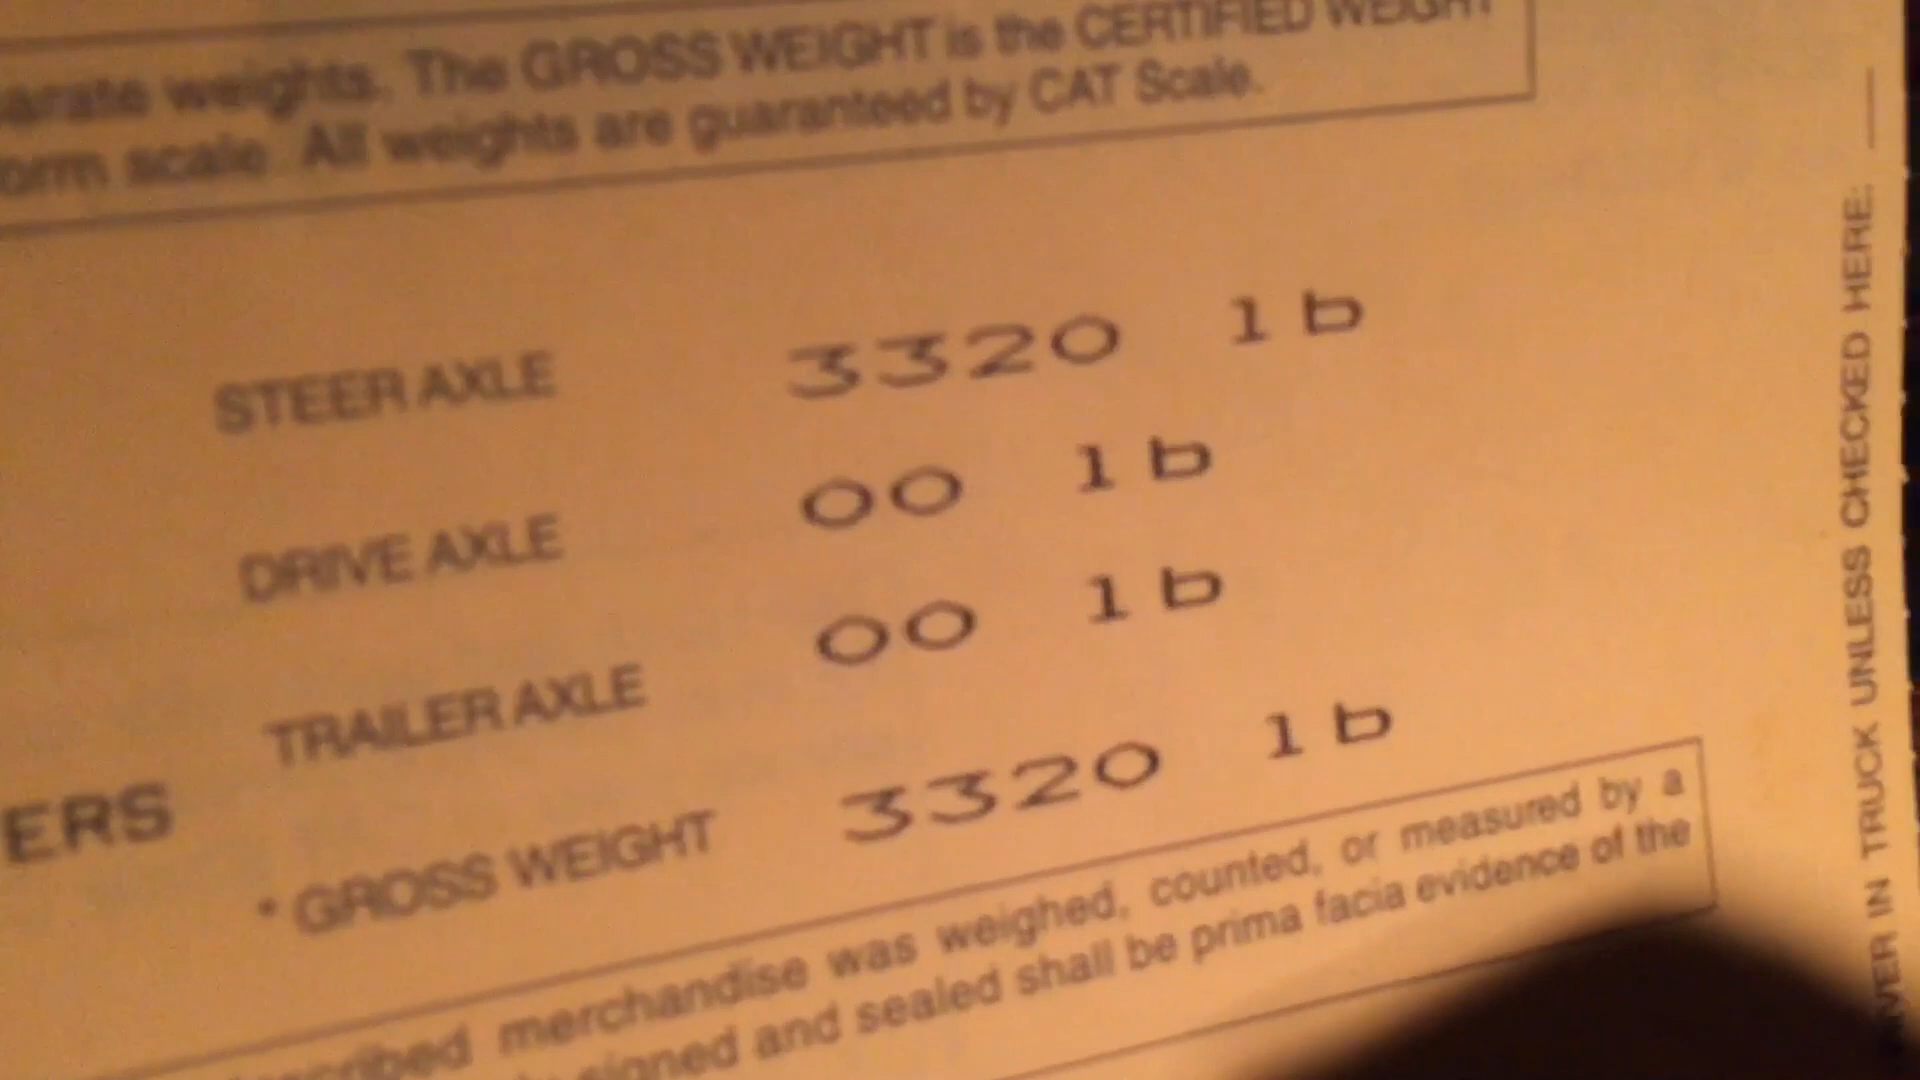 arate weights. The GROSS WEIGHT is the CERTIFIED WEIGHT
orm scale. All weights are guaranteed by CAT Scale.
STEER AXLE 3320 lb
DRIVE AXLE 00 lb
TRAILER AXLE 00 lb
ERS
* GROSS WEIGHT 3320 lb
scribed merchandise was weighed, counted, or measured by a
signed and sealed shall be prima facia evidence of the
VER IN TRUCK UNLESS CHECKED HERE: